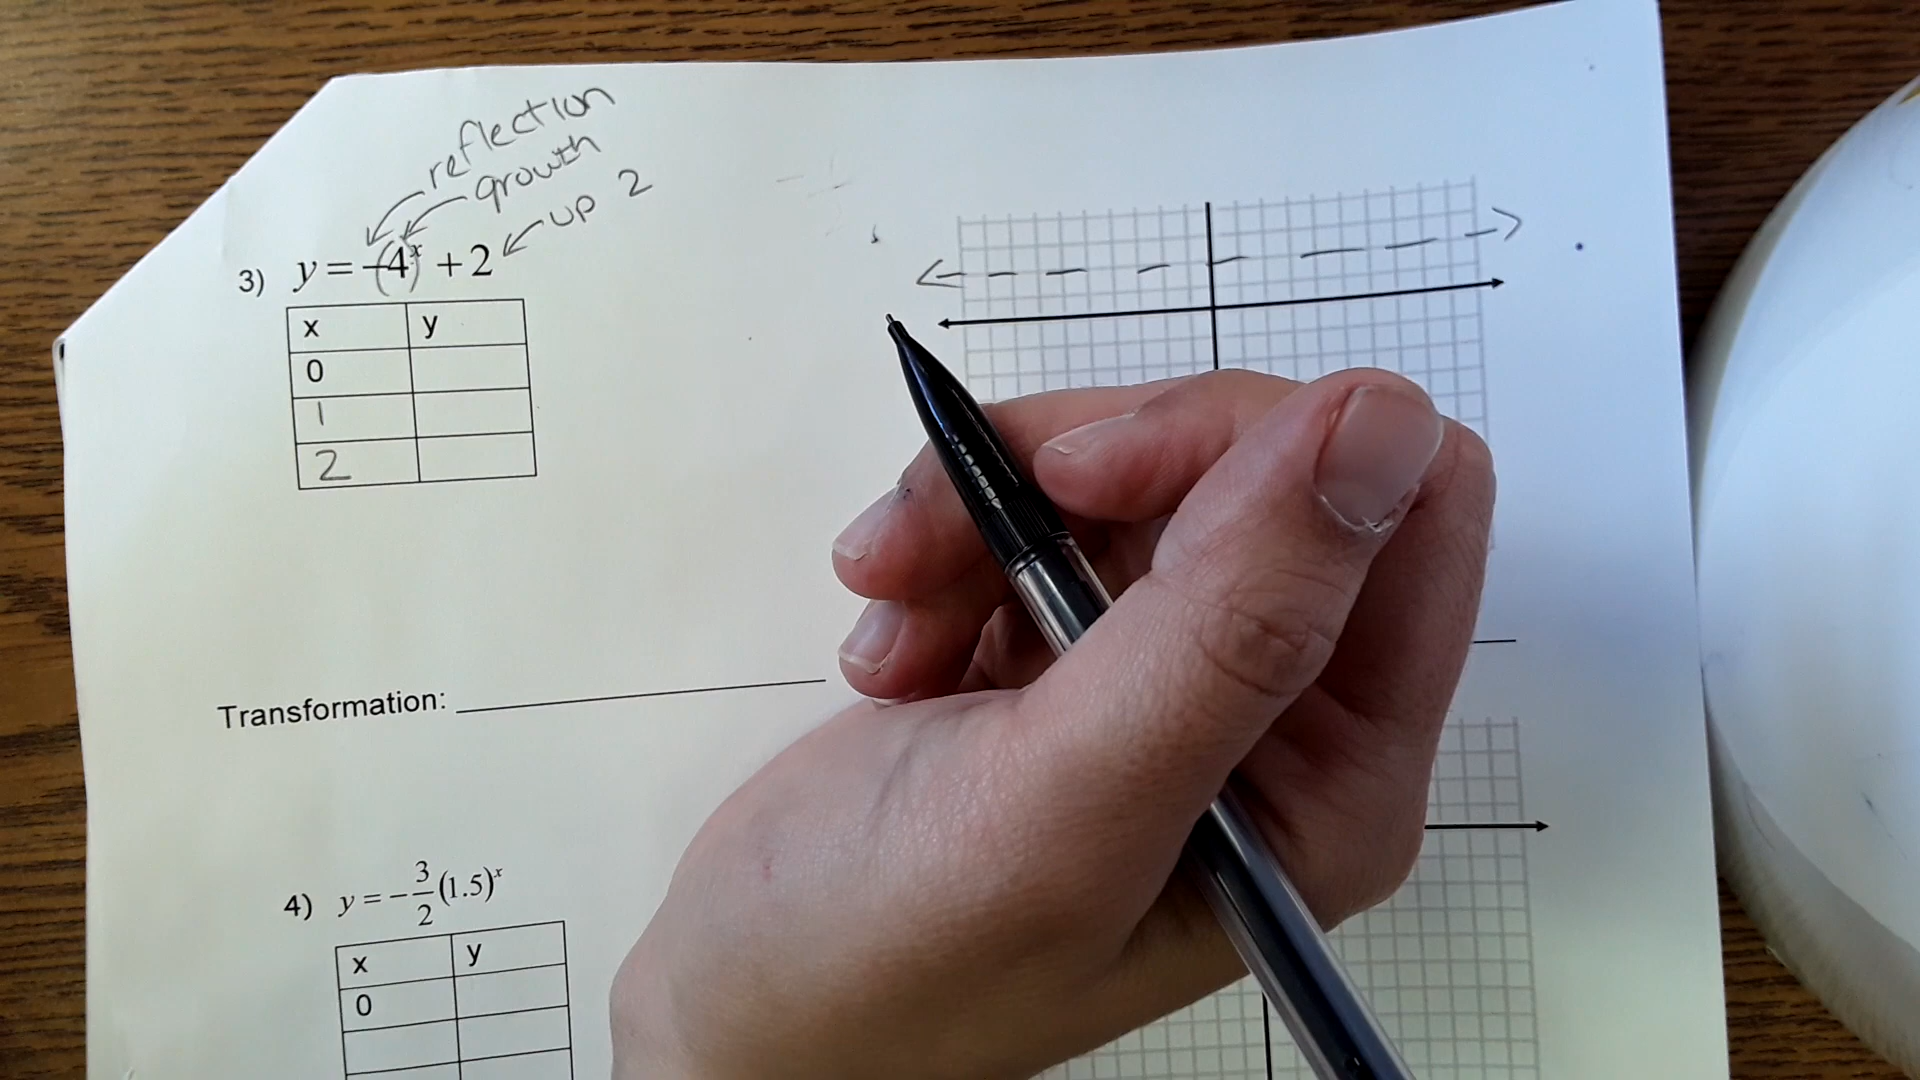 reflection
growth
up 2
3) y = -(4)^x + 2
x y
0
1
2
Transformation:
4) y = -3/2(1.5)^x
x y
0